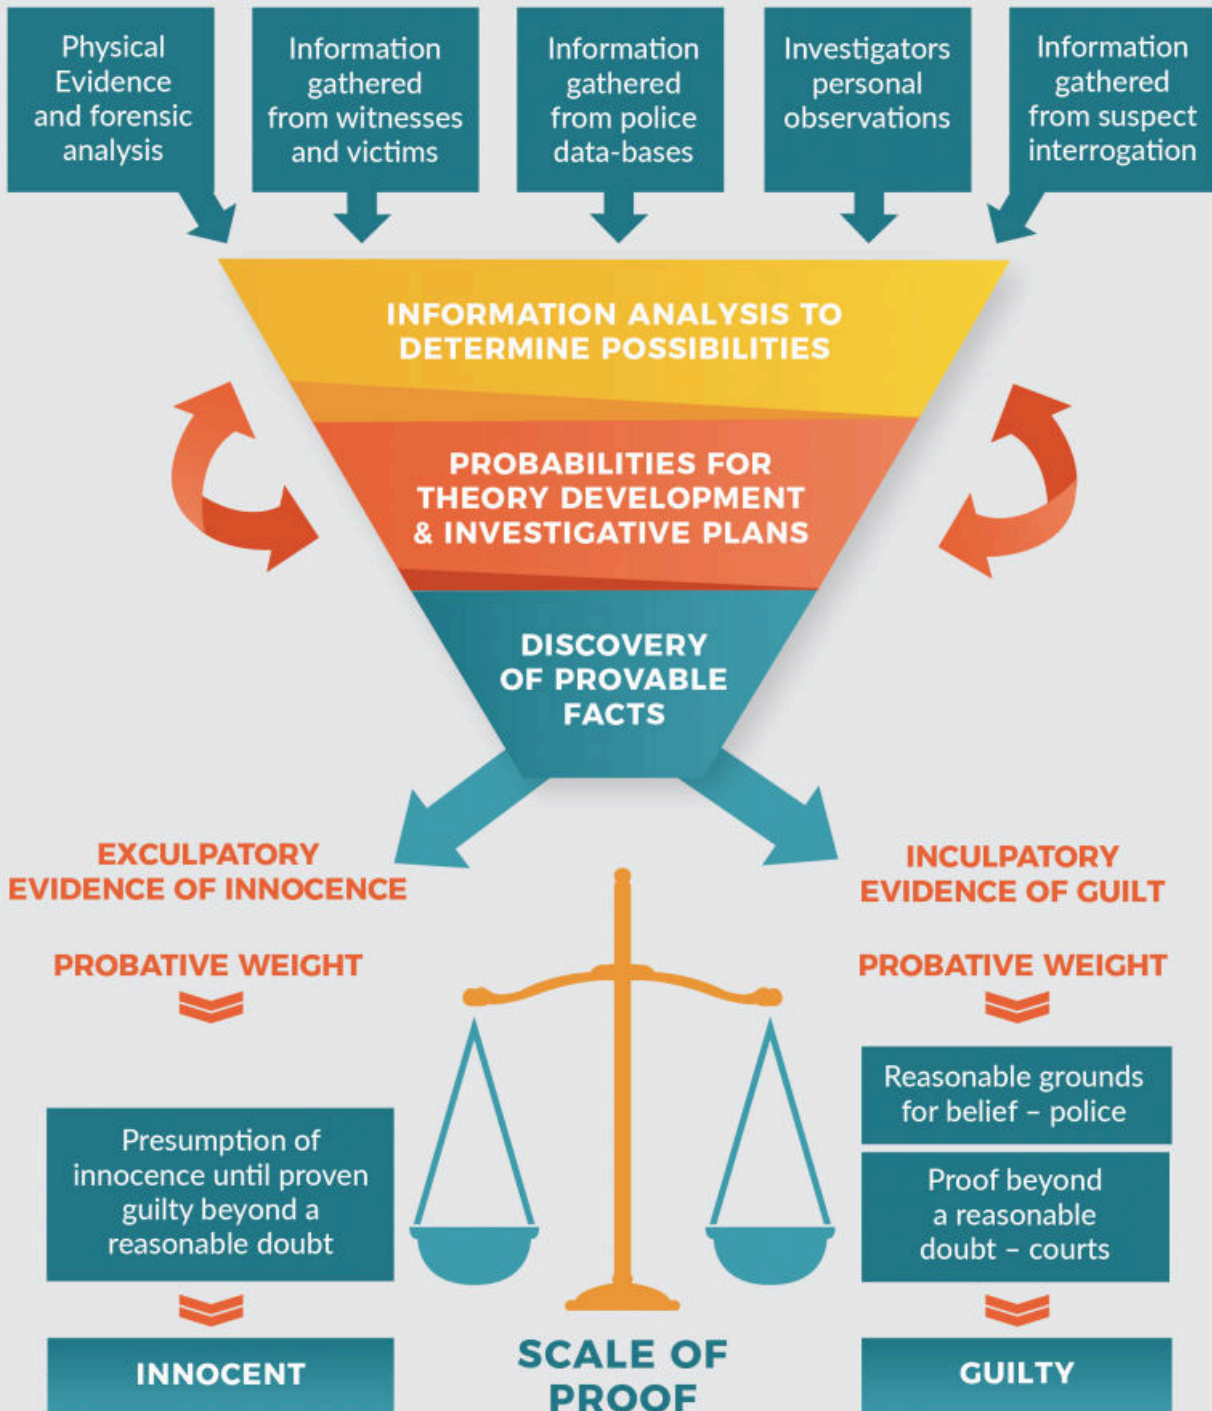 Physical
Evidence
and forensic
analysis
Information
gathered
from witnesses
and victims
Information
gathered
from police
data-bases
Investigators
personal
observations
Information
gathered
from suspect
interrogation
INFORMATION ANALYSIS TO
DETERMINE POSSIBILITIES
PROBABILITIES FOR
THEORY DEVELOPMENT
& INVESTIGATIVE PLANS
DISCOVERY
OF PROVABLE
FACTS
EXCULPATORY
EVIDENCE OF INNOCENCE
PROBATIVE WEIGHT
Presumption of
innocence until proven
guilty beyond a
reasonable doubt
INNOCENT
INCULPATORY
EVIDENCE OF GUILT
PROBATIVE WEIGHT
Reasonable grounds
for belief – police
Proof beyond
a reasonable
doubt – courts
GUILTY
SCALE OF
PROOF